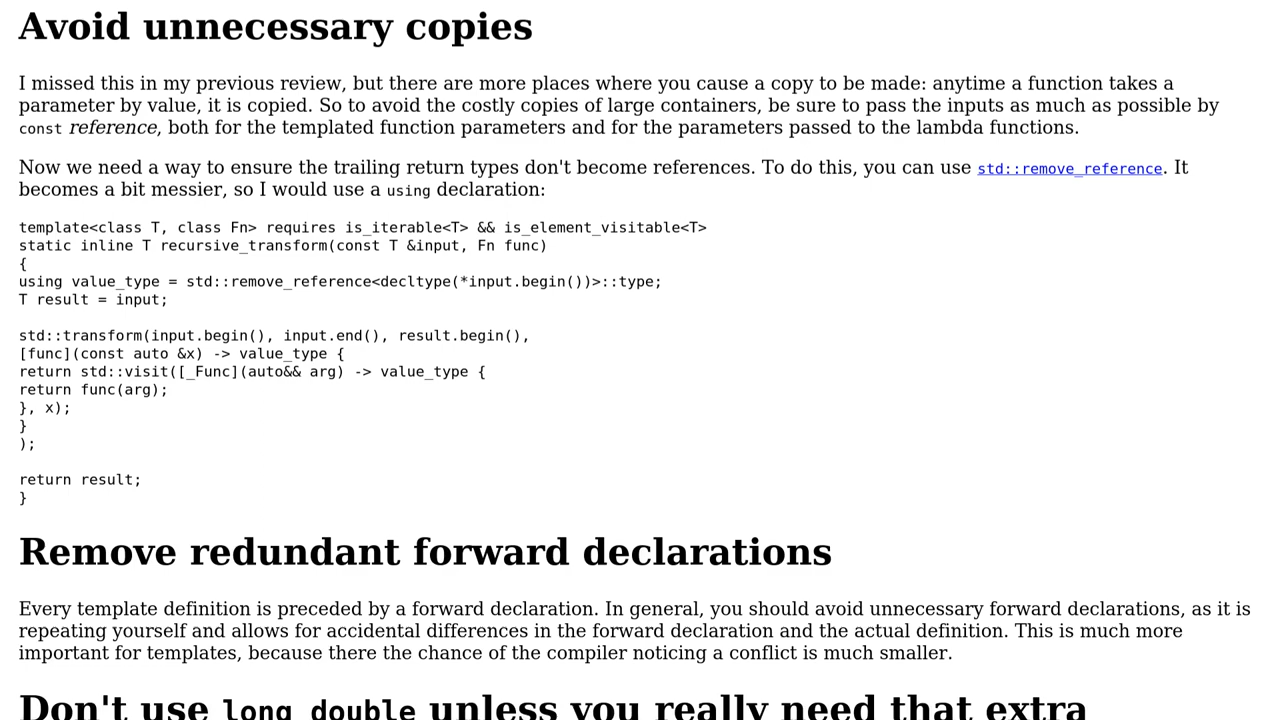 Avoid unnecessary copies
I missed this in my previous review, but there are more places where you cause a copy to be made: anytime a function takes a
parameter by value, it is copied. So to avoid the costly copies of large containers, be sure to pass the inputs as much as possible by
const reference, both for the templated function parameters and for the parameters passed to the lambda functions.
Now we need a way to ensure the trailing return types don't become references. To do this, you can use std::remove_reference. It
becomes a bit messier, so I would use a using declaration:
template<class T, class Fn> requires is_iterable<T> && is_element_visitable<T>
static inline T recursive_transform(const T &input, Fn func)
{
using value_type = std::remove_reference<decltype(*input.begin())>::type;
T result = input;
std::transform(input.begin(), input.end(), result.begin(),
[func](const auto &x) -> value_type {
return std::visit([_Func](auto&& arg) -> value_type {
return func(arg);
}, x);
}
);
return result;
}
Remove redundant forward declarations
Every template definition is preceded by a forward declaration. In general, you should avoid unnecessary forward declarations, as it is
repeating yourself and allows for accidental differences in the forward declaration and the actual definition. This is much more
important for templates, because there the chance of the compiler noticing a conflict is much smaller.
Don't use long double unless you really need that extra